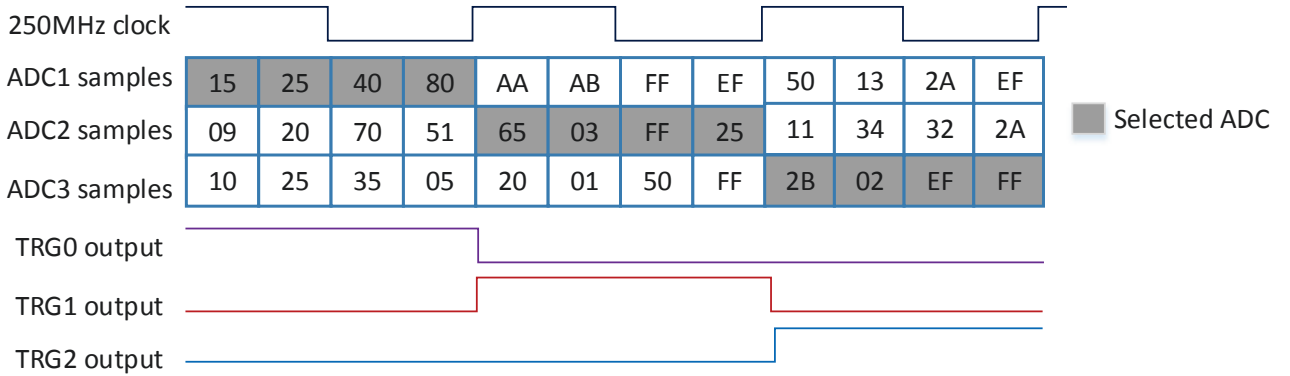 250MHz clock
ADC1 samples 15 25 40 80 AA AB FF EF 50 13 2A EF
ADC2 samples 09 20 70 51 65 03 FF 25 11 34 32 2A
Selected ADC
ADC3 samples 10 25 35 05 20 01 50 FF 2B 02 EF FF
TRG0 output
TRG1 output
TRG2 output